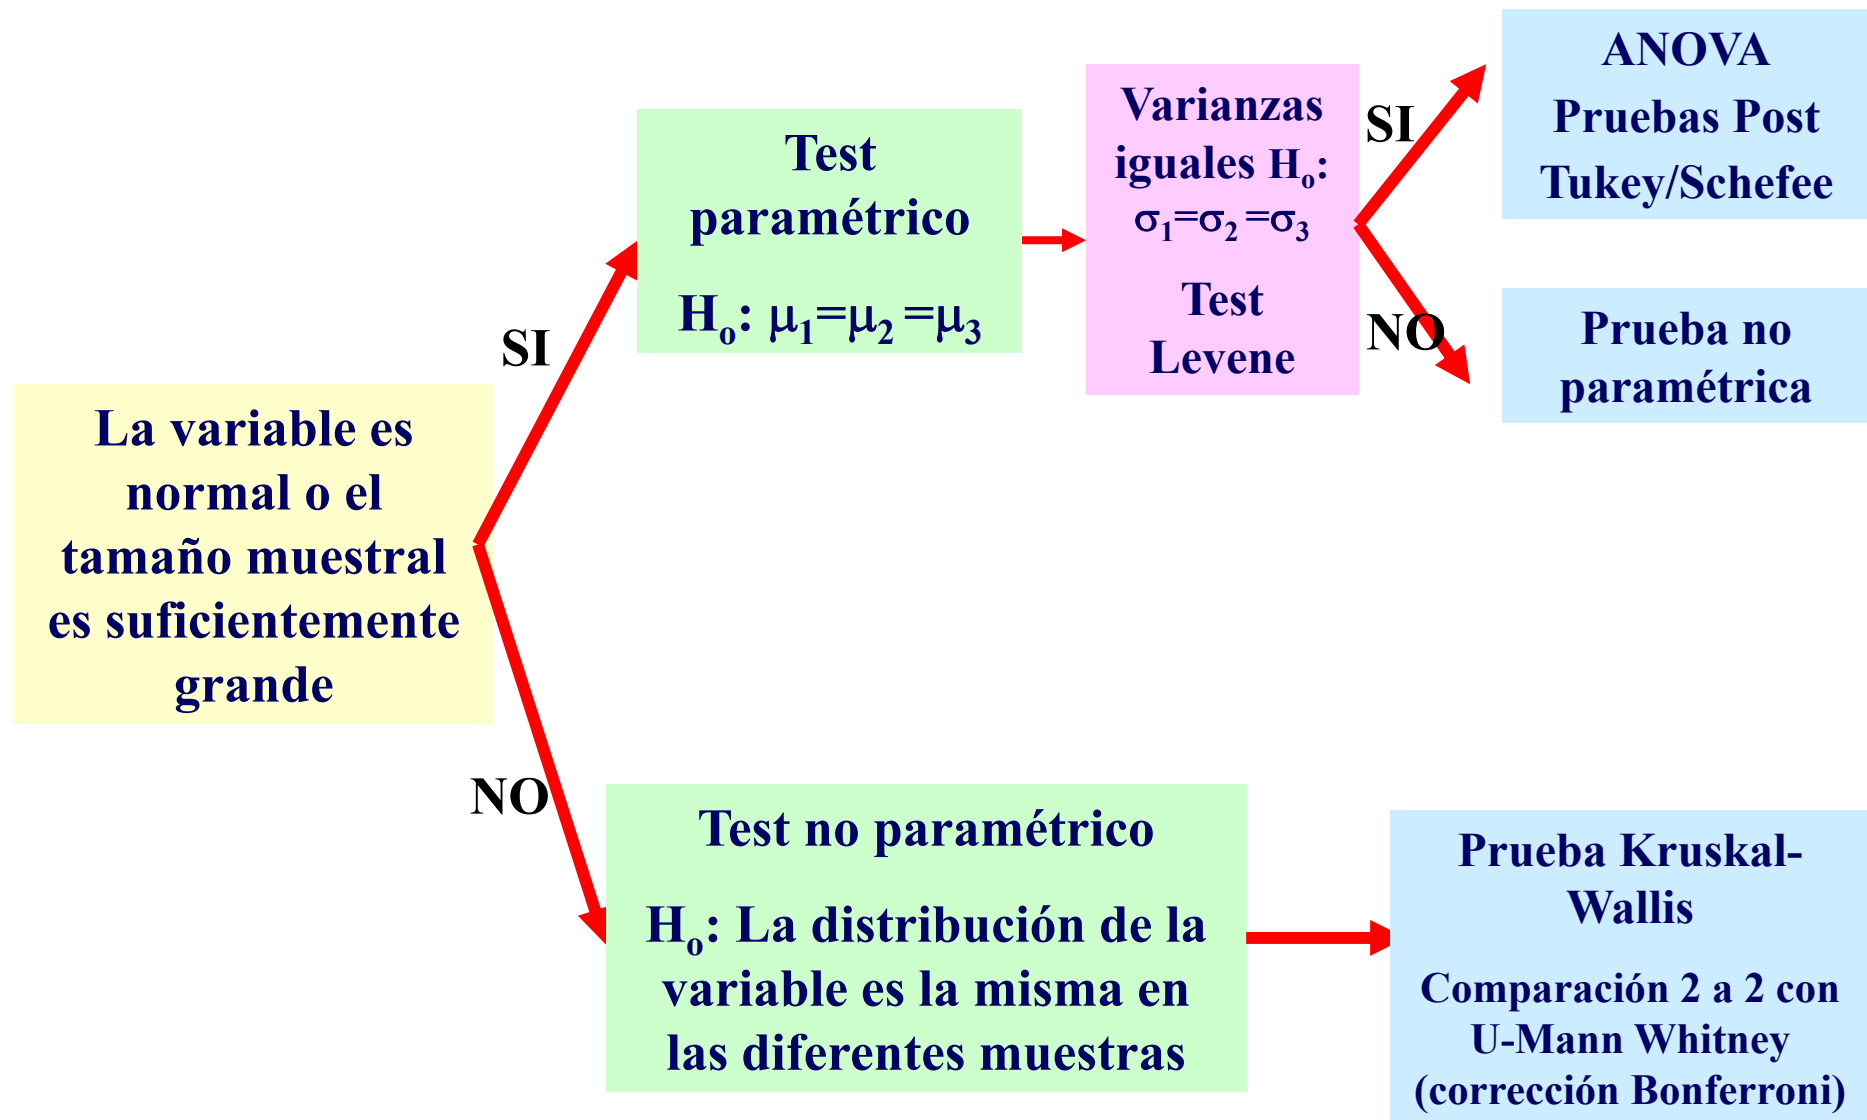 La variable es
normal o el
tamaño muestral
es suficientemente
grande
SI
Test
paramétrico
Hₒ: μ₁=μ₂ =μ₃
Varianzas
iguales Hₒ:
σ₁=σ₂ =σ₃
Test
Levene
SI
ANOVA
Pruebas Post
Tukey/Schefee
NO
Prueba no
paramétrica
NO
Test no paramétrico
Hₒ: La distribución de la
variable es la misma en
las diferentes muestras
Prueba Kruskal-
Wallis
Comparación 2 a 2 con
U-Mann Whitney
(corrección Bonferroni)